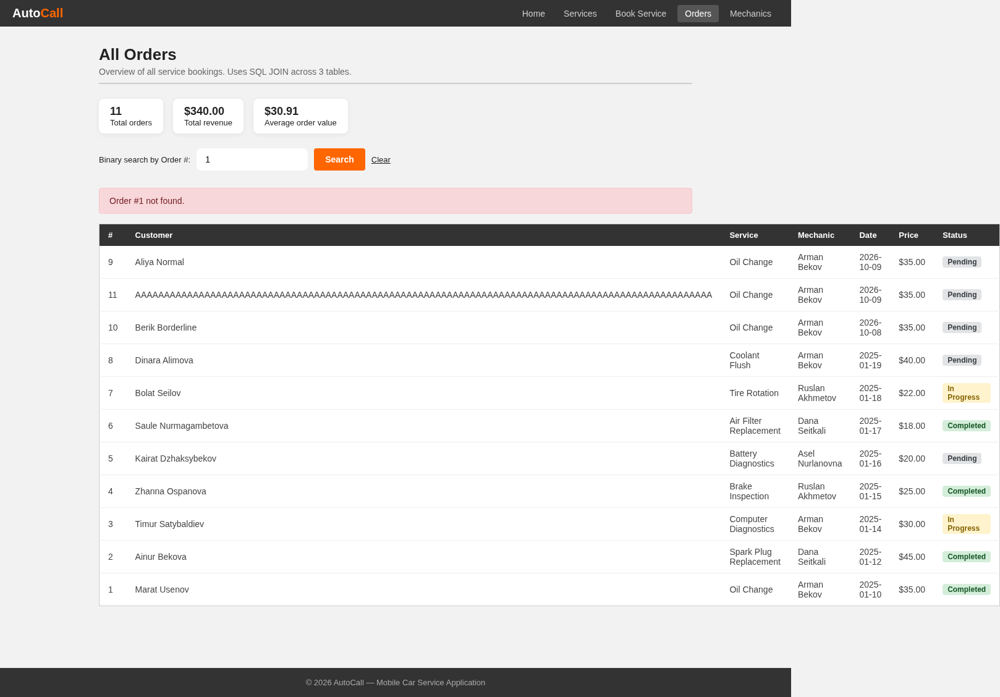 AutoCall
Home Services Book Service Orders Mechanics
All Orders
Overview of all service bookings. Uses SQL JOIN across 3 tables.
11 $340.00 $30.91
Total orders Total revenue Average order value
Binary search by Order #: 1 Search Clear
Order #1 not found.
# Customer Service Mechanic Date Price Status
9 Aliya Normal Oil Change Arman Bekov 2026-10-09 $35.00 Pending
11 AAAAAAAAAAAAAAAAAAAAAAAAAAAAAAAAAAAAAAAAAAAAAAAAAAAAAAAAAAAAAAAAAAAAAAAAAAAAAAAAAAAAAAAAAAAAAAAAAAAA Oil Change Arman Bekov 2026-10-09 $35.00 Pending
10 Berik Borderline Oil Change Arman Bekov 2026-10-08 $35.00 Pending
8 Dinara Alimova Coolant Flush Arman Bekov 2025-01-19 $40.00 Pending
7 Bolat Seilov Tire Rotation Ruslan Akhmetov 2025-01-18 $22.00 In Progress
6 Saule Nurmagambetova Air Filter Replacement Dana Seitkali 2025-01-17 $18.00 Completed
5 Kairat Dzhaksybekov Battery Diagnostics Asel Nurlanovna 2025-01-16 $20.00 Pending
4 Zhanna Ospanova Brake Inspection Ruslan Akhmetov 2025-01-15 $25.00 Completed
3 Timur Satybaldiev Computer Diagnostics Arman Bekov 2025-01-14 $30.00 In Progress
2 Ainur Bekova Spark Plug Replacement Dana Seitkali 2025-01-12 $45.00 Completed
1 Marat Usenov Oil Change Arman Bekov 2025-01-10 $35.00 Completed
© 2026 AutoCall — Mobile Car Service Application